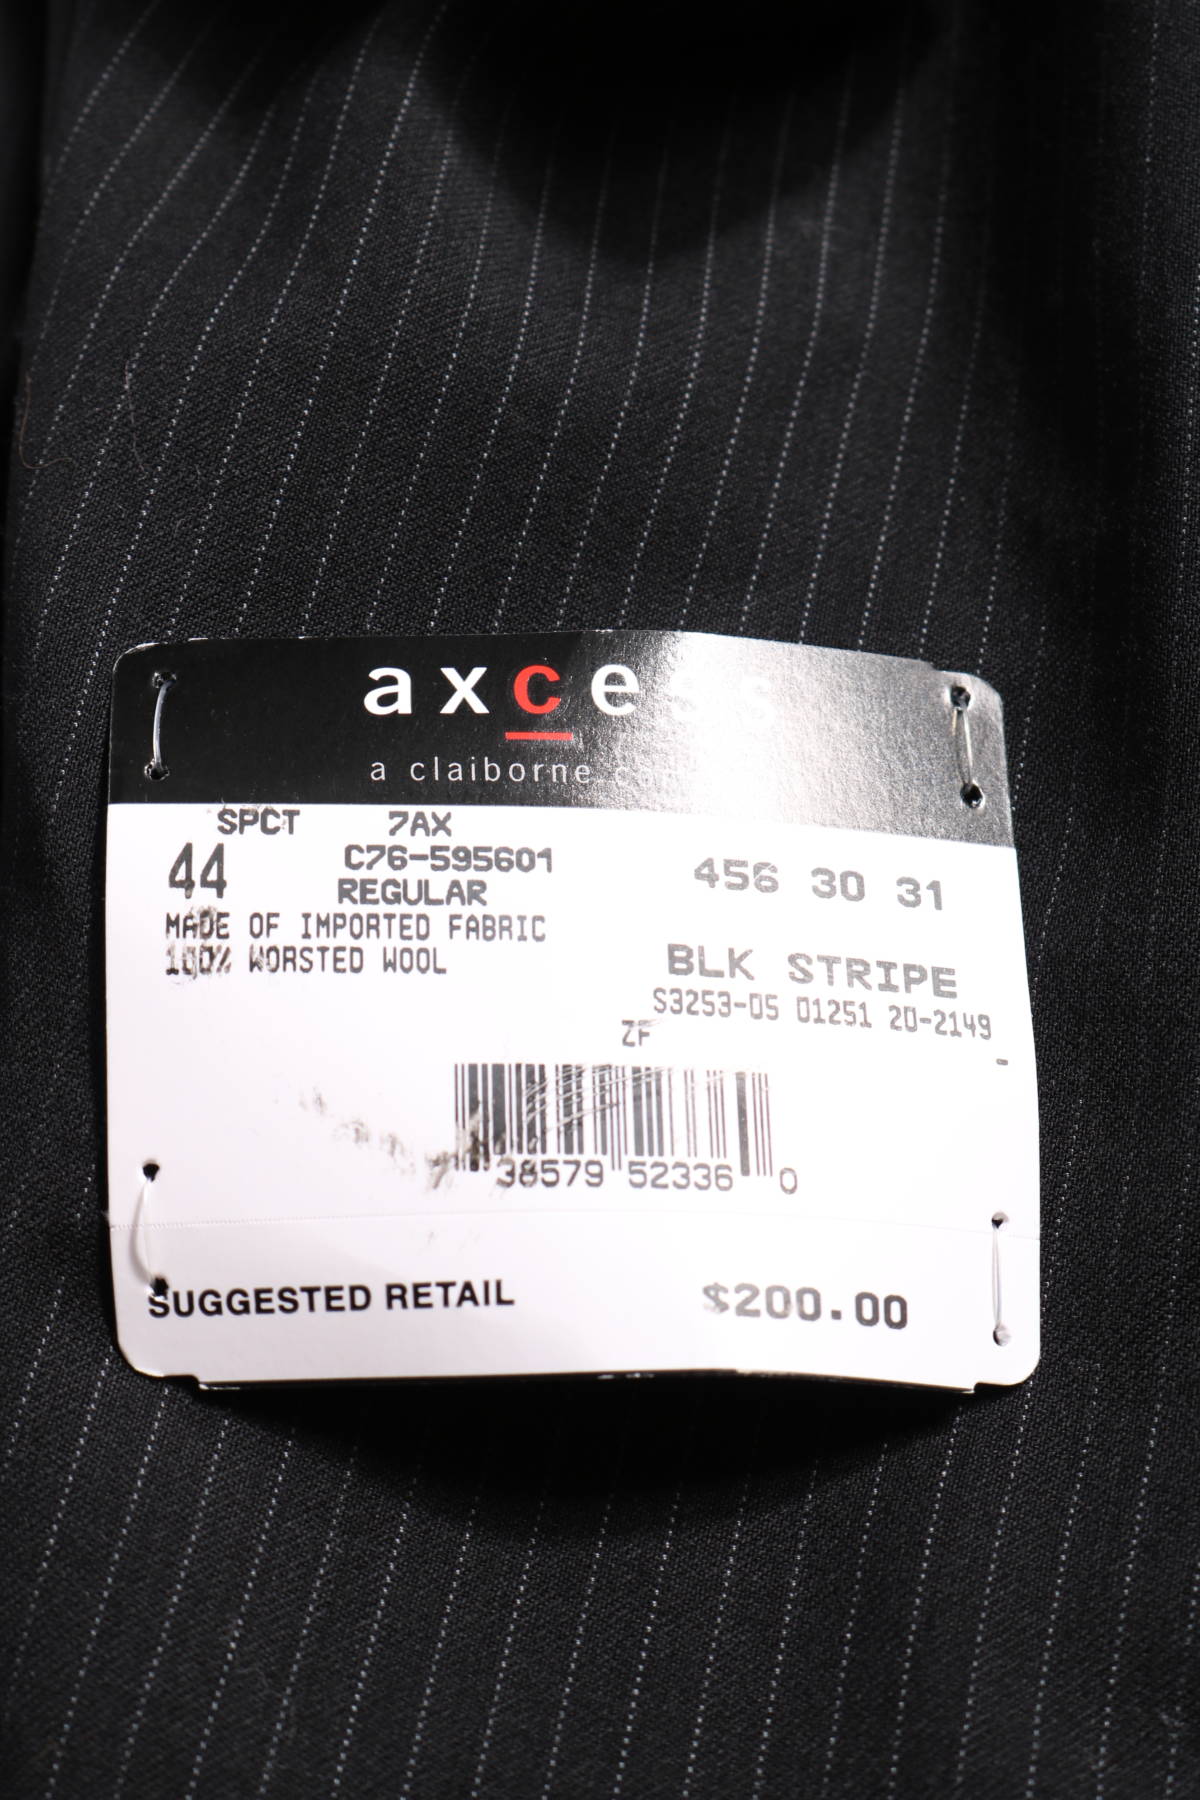 axcess
a claiborne
SPCT 7AX
44 C76-595601
REGULAR
456 30 31
MADE OF IMPORTED FABRIC
100% WORSTED WOOL
BLK STRIPE
S3253-05 01251 20-2149
ZF
-
38579 52336 0
SUGGESTED RETAIL $200.00